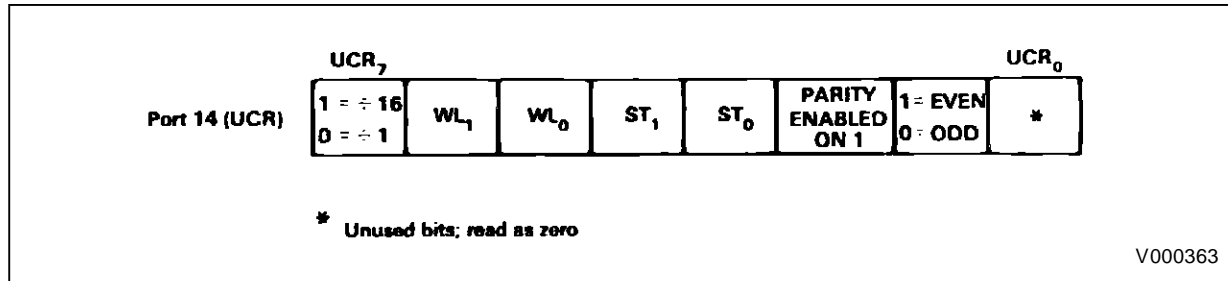 UCR7 UCR0
Port 14 (UCR)
1 = ÷ 16
0 = ÷ 1
WL1
WL0
ST1
ST0
PARITY
ENABLED
ON 1
1 = EVEN
0 = ODD
*
* Unused bits; read as zero
V000363